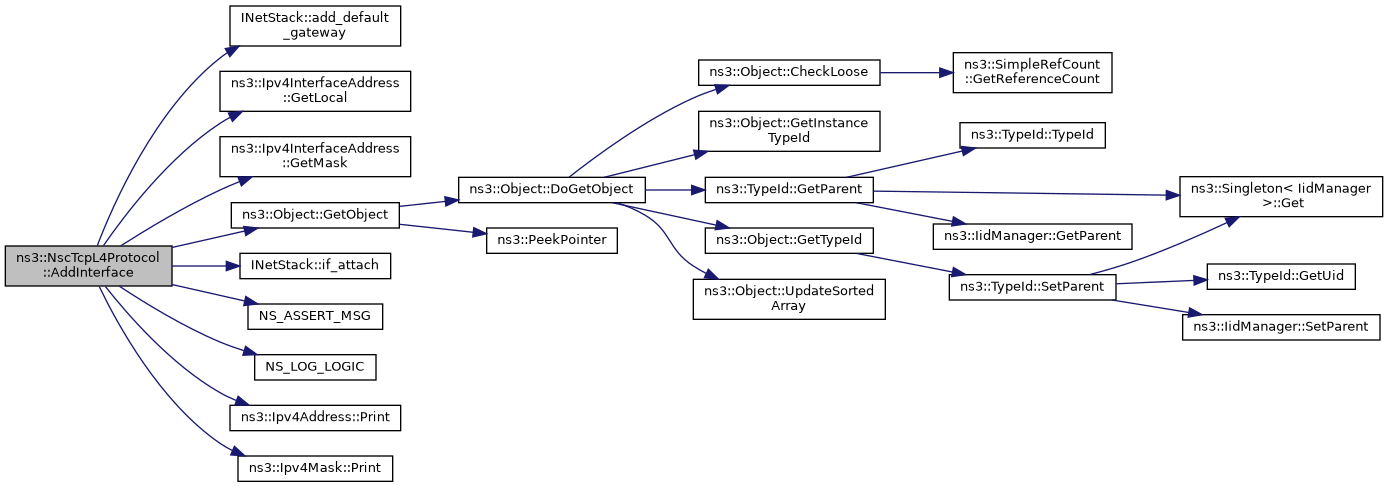 ns3::NscTcpL4Protocol
::AddInterface
INetStack::add_default
_gateway
ns3::Ipv4InterfaceAddress
::GetLocal
ns3::Ipv4InterfaceAddress
::GetMask
ns3::Object::GetObject
INetStack::if_attach
NS_ASSERT_MSG
NS_LOG_LOGIC
ns3::Ipv4Address::Print
ns3::Ipv4Mask::Print
ns3::Object::DoGetObject
ns3::PeekPointer
ns3::Object::CheckLoose
ns3::Object::GetInstance
TypeId
ns3::TypeId::GetParent
ns3::Object::GetTypeId
ns3::Object::UpdateSorted
Array
ns3::SimpleRefCount
::GetReferenceCount
ns3::TypeId::TypeId
ns3::IidManager::GetParent
ns3::TypeId::SetParent
ns3::Singleton< IidManager
>::Get
ns3::TypeId::GetUid
ns3::IidManager::SetParent